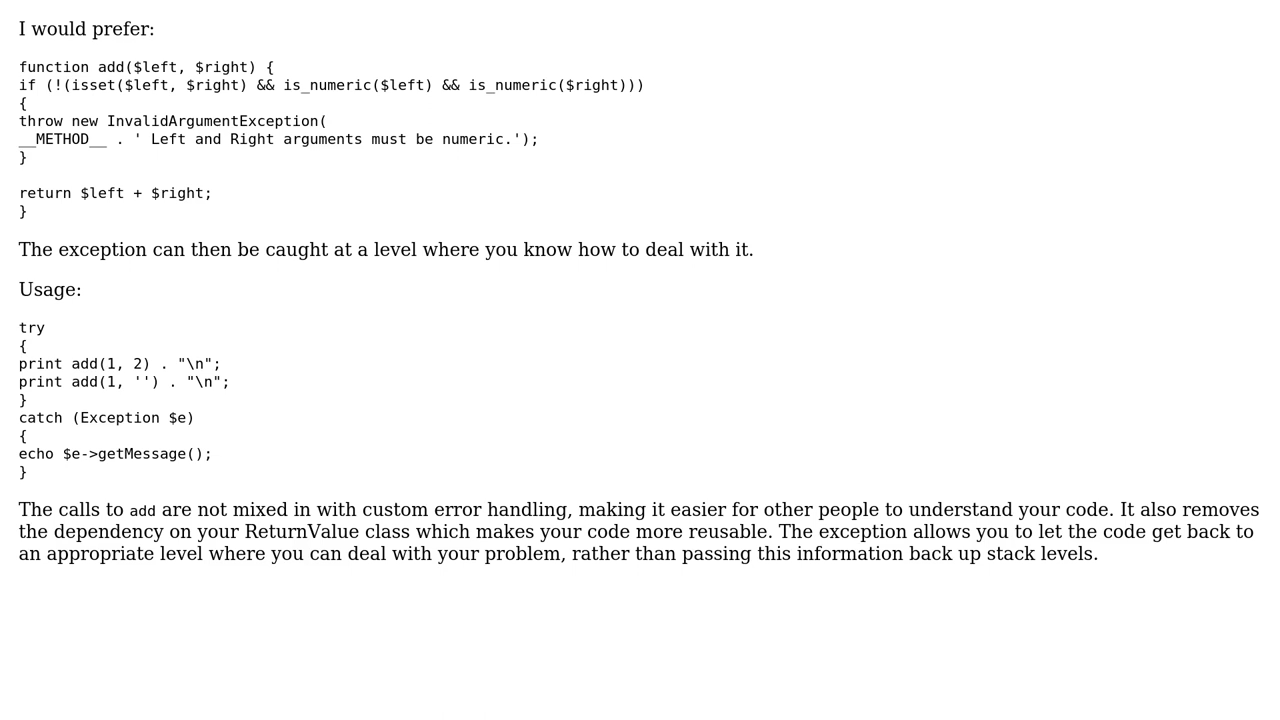 I would prefer:
function add($left, $right) {
if (!(isset($left, $right) && is_numeric($left) && is_numeric($right)))
{
throw new InvalidArgumentException(
__METHOD__ . ' Left and Right arguments must be numeric.');
}
return $left + $right;
}
The exception can then be caught at a level where you know how to deal with it.
Usage:
try
{
print add(1, 2) . "\n";
print add(1, '') . "\n";
}
catch (Exception $e)
{
echo $e->getMessage();
}
The calls to add are not mixed in with custom error handling, making it easier for other people to understand your code. It also removes
the dependency on your ReturnValue class which makes your code more reusable. The exception allows you to let the code get back to
an appropriate level where you can deal with your problem, rather than passing this information back up stack levels.